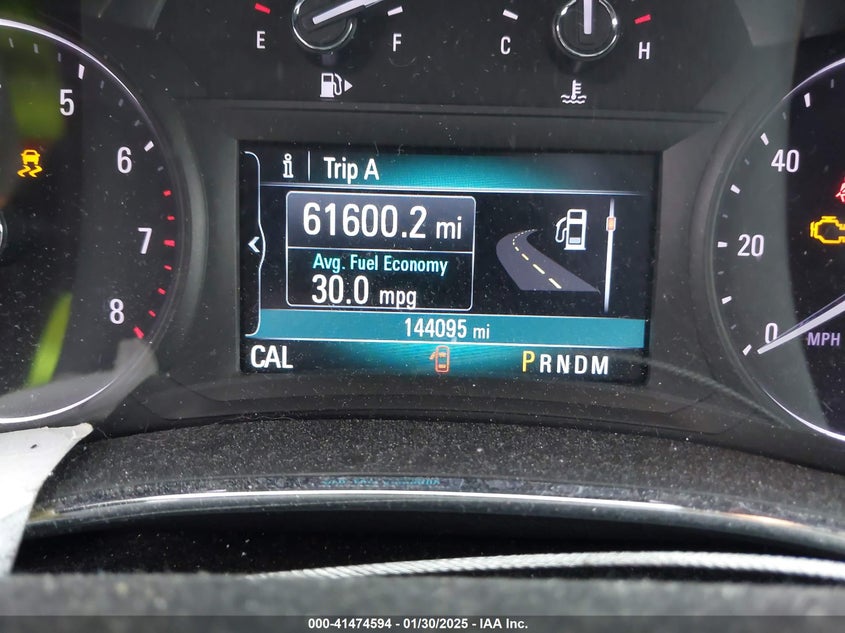 E
F
C
H
5
6
7
8
i Trip A
61600.2 mi
Avg. Fuel Economy
30.0 mpg
144095 mi
CAL
PRNDM
40
20
0
MPH
000-41474594 - 01/30/2025 - IAA Inc.